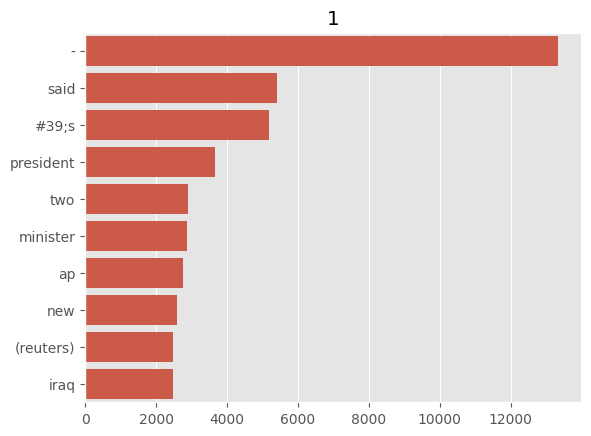 1
-
said
#39;s
president
two
minister
ap
new
(reuters)
iraq
0 2000 4000 6000 8000 10000 12000